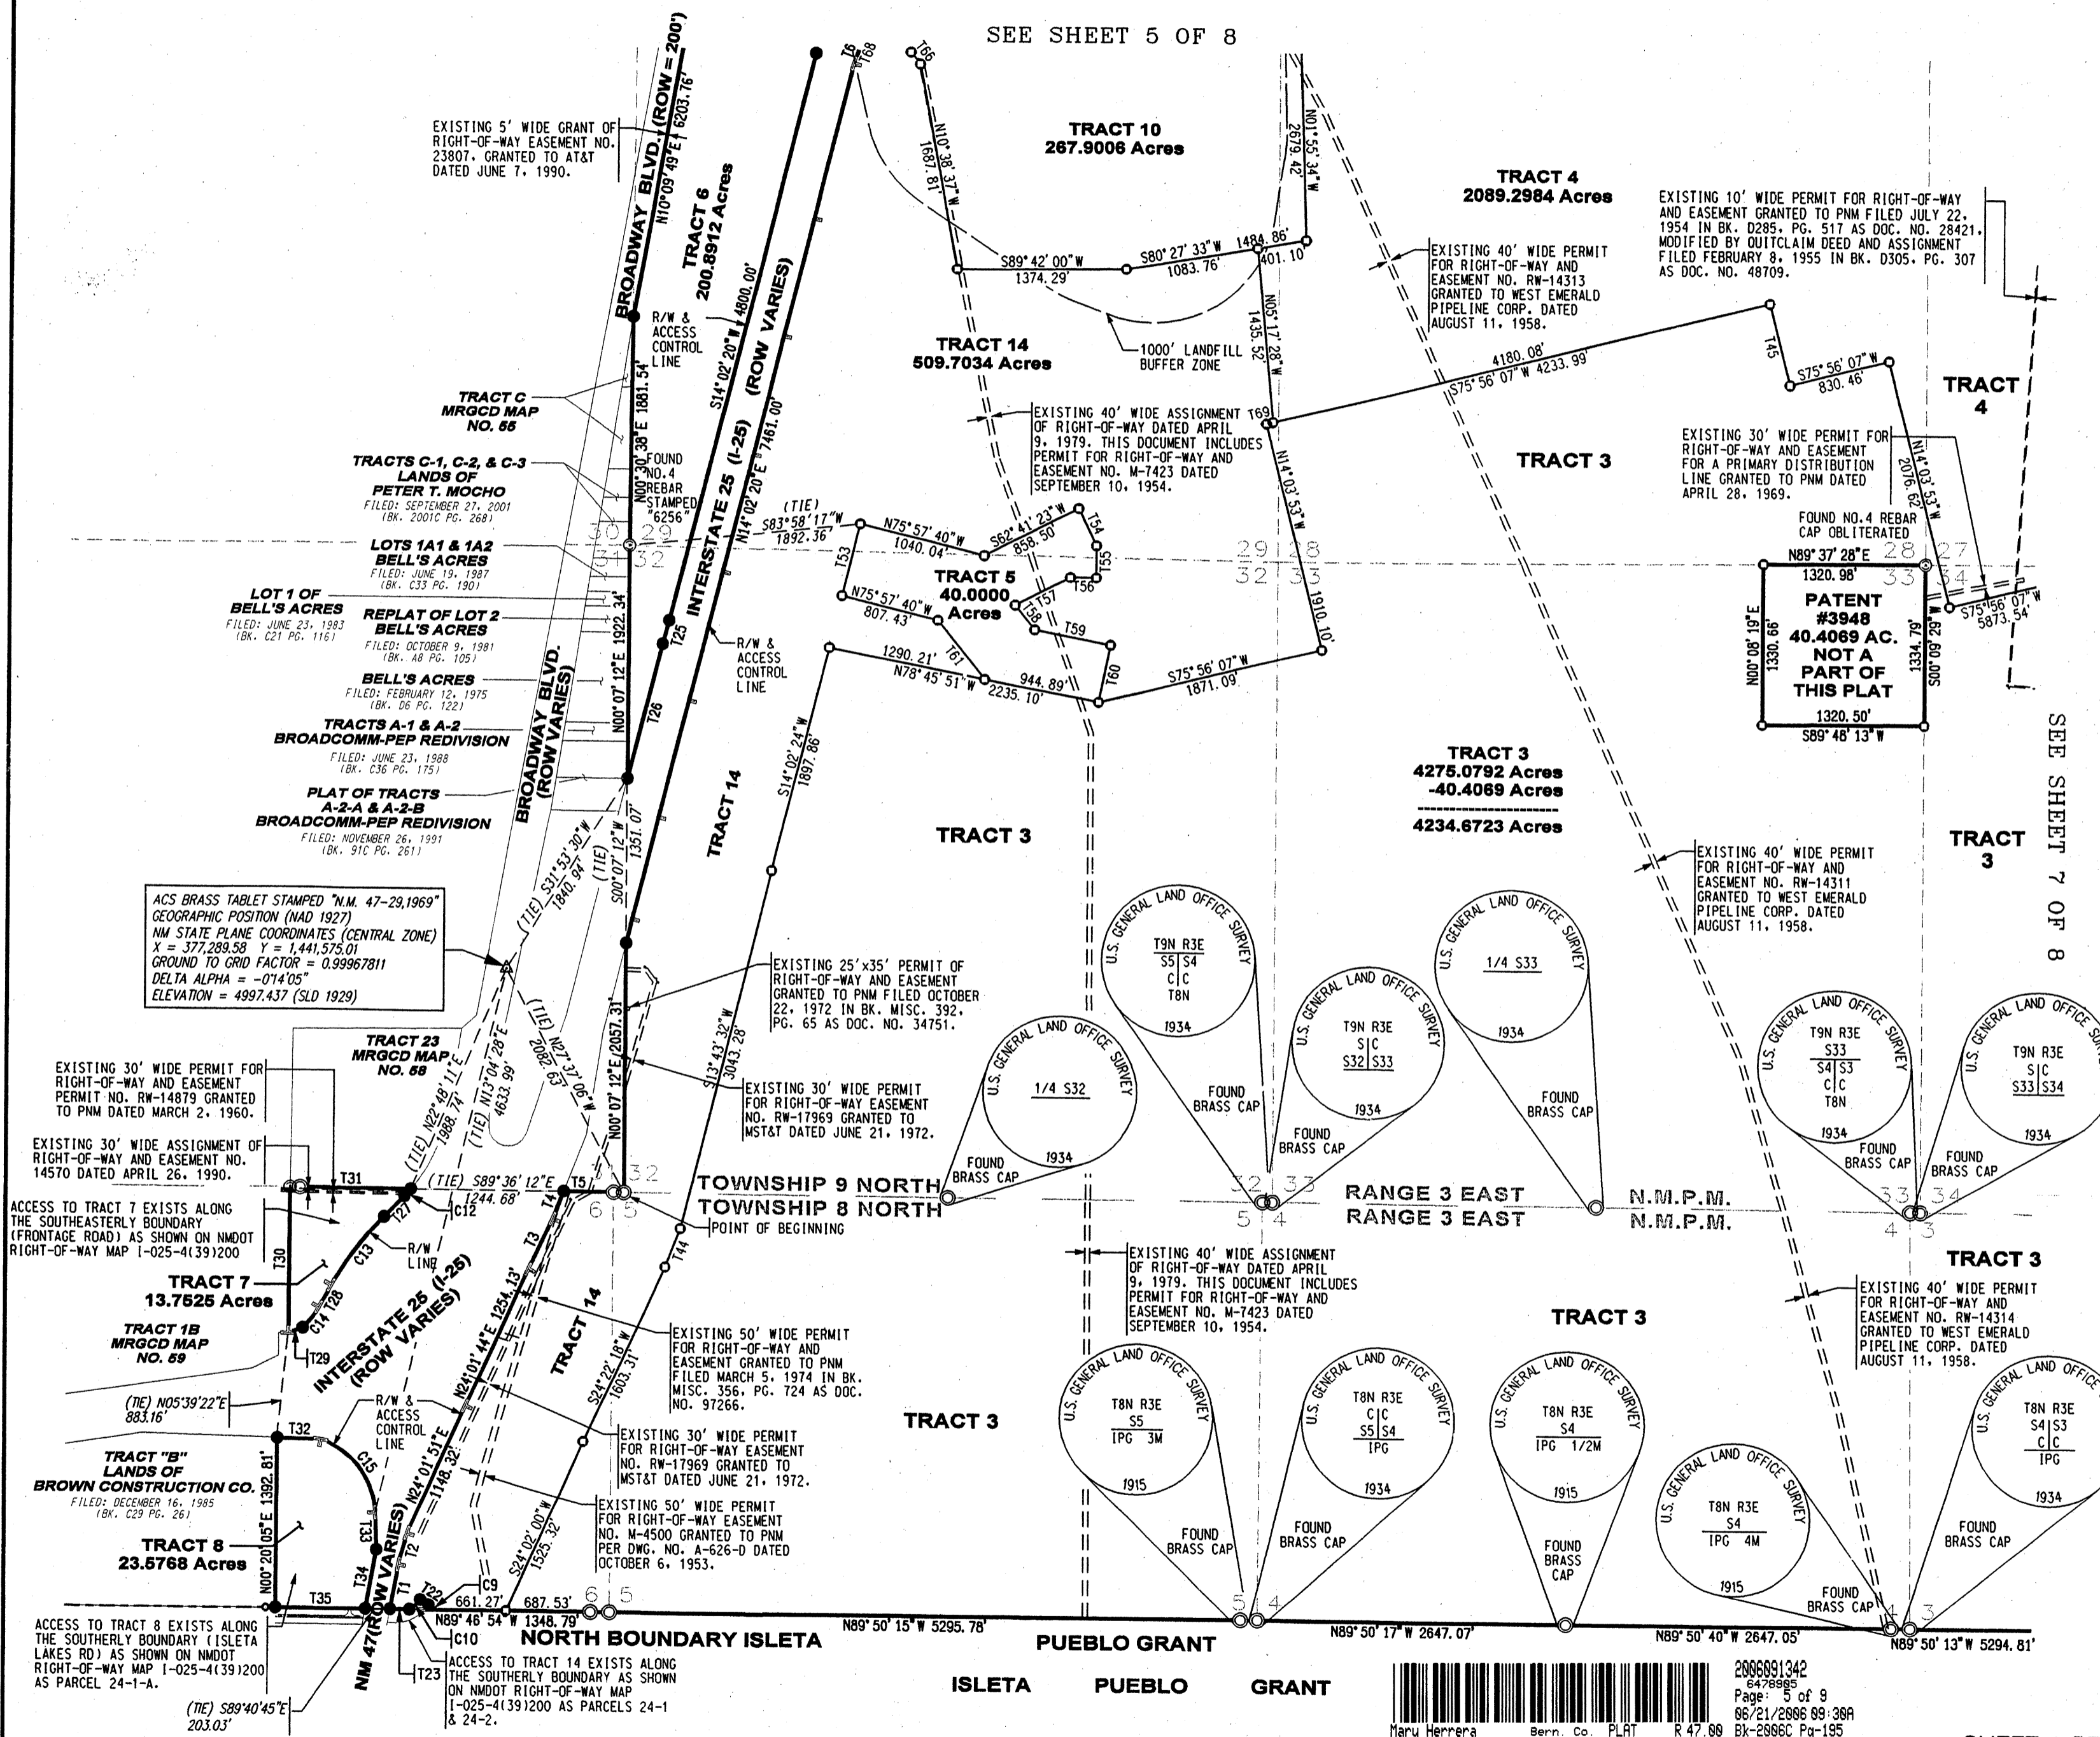 SEE SHEET 5 OF 8
BROADWAY BLVD. (ROW = 200')
N10°09'49"E 6203.76'
EXISTING 5' WIDE GRANT OF
RIGHT-OF-WAY EASEMENT NO.
23807, GRANTED TO AT&T
DATED JUNE 7, 1990.
TRACT 6
200.8912 Acres
T6
T68
T66
N10°38'37"W
1687.81'
TRACT 10
267.9006 Acres
N01°55'34"W
2679.42'
TRACT 4
2089.2984 Acres
EXISTING 10' WIDE PERMIT FOR RIGHT-OF-WAY
AND EASEMENT GRANTED TO PNM FILED JULY 22,
1954 IN BK. D285, PG. 517 AS DOC. NO. 28421,
MODIFIED BY QUITCLAIM DEED AND ASSIGNMENT
FILED FEBRUARY 8, 1955 IN BK. D305, PG. 307
AS DOC. NO. 48709.
EXISTING 40' WIDE PERMIT
FOR RIGHT-OF-WAY AND
EASEMENT NO. RW-14313
GRANTED TO WEST EMERALD
PIPELINE CORP. DATED
AUGUST 11, 1958.
S89°42'00"W
1374.29'
S80°27'33"W
1083.76'
1484.86'
401.10'
R/W &
ACCESS
CONTROL
LINE
S14°02'20"W 4800.00'
INTERSTATE 25 (I-25) (ROW VARIES)
N14°02'20"E 7461.00'
N05°17'28"W
1435.52'
TRACT 14
509.7034 Acres
1000' LANDFILL
BUFFER ZONE
4180.08'
S75°56'07"W 4233.99'
T45
S75°56'07"W
830.46'
TRACT
4
TRACT C
MRGCD MAP
NO. 55
N00°30'38"E 1881.54'
EXISTING 40' WIDE ASSIGNMENT
OF RIGHT-OF-WAY DATED APRIL
9, 1979. THIS DOCUMENT INCLUDES
PERMIT FOR RIGHT-OF-WAY AND
EASEMENT NO. M-7423 DATED
SEPTEMBER 10, 1954.
T69
N14°03'53"W
1910.10'
TRACT 3
EXISTING 30' WIDE PERMIT FOR
RIGHT-OF-WAY AND EASEMENT
FOR A PRIMARY DISTRIBUTION
LINE GRANTED TO PNM DATED
APRIL 28, 1969.
N14°03'53"W
2076.62'
FOUND NO.4 REBAR
CAP OBLITERATED
TRACTS C-1, C-2, & C-3
LANDS OF
PETER T. MOCHO
FILED: SEPTEMBER 27, 2001
(BK. 2001C PG. 268)
FOUND
NO.4
REBAR
STAMPED
"6256"
(TIE)
S83°58'17"W
1892.36'
N75°57'40"W
1040.04'
S62°41'23"W
858.50'
T54
T55
T56
T57
T58
T59
T60
T61
T53
N75°57'40"W
807.43'
TRACT 5
40.0000
Acres
30 29
31 32
29 28
32 33
28 27
33 34
LOTS 1A1 & 1A2
BELL'S ACRES
FILED: JUNE 19, 1987
(BK. C33 PG. 190)
LOT 1 OF
BELL'S ACRES
FILED: JUNE 23, 1983
(BK. C21 PG. 116)
REPLAT OF LOT 2
BELL'S ACRES
FILED: OCTOBER 9, 1981
(BK. A8 PG. 105)
BELL'S ACRES
FILED: FEBRUARY 12, 1975
(BK. D6 PG. 122)
TRACTS A-1 & A-2
BROADCOMM-PEP REDIVISION
FILED: JUNE 23, 1988
(BK. C36 PG. 175)
PLAT OF TRACTS
A-2-A & A-2-B
BROADCOMM-PEP REDIVISION
FILED: NOVEMBER 26, 1991
(BK. 91C PG. 261)
BROADWAY BLVD.
(ROW VARIES)
N00°07'12"E 1922.34'
T25
T26
R/W &
ACCESS
CONTROL
LINE
1290.21'
N78°45'51"W
944.89'
2235.10'
S75°56'07"W
1871.09'
N89°37'28"E
1320.98'
N00°08'19"E
1330.66'
PATENT
#3948
40.4069 AC.
NOT A
PART OF
THIS PLAT
1334.79'
S00°09'29"W
1320.50'
S89°48'13"W
S75°56'07"W
5873.54'
SEE SHEET 7 OF 8
S14°02'24"W
1897.86'
TRACT 14
TRACT 3
TRACT 3
4275.0792 Acres
-40.4069 Acres
4234.6723 Acres
TRACT
3
S00°07'12"W
1351.07'
(TIE)
(TIE) S31°53'30"W
1840.94'
ACS BRASS TABLET STAMPED "N.M. 47-29,1969"
GEOGRAPHIC POSITION (NAD 1927)
NM STATE PLANE COORDINATES (CENTRAL ZONE)
X = 377,289.58 Y = 1,441,575.01
GROUND TO GRID FACTOR = 0.99967811
DELTA ALPHA = -0°14'05"
ELEVATION = 4997.437 (SLD 1929)
EXISTING 40' WIDE PERMIT
FOR RIGHT-OF-WAY AND
EASEMENT NO. RW-14311
GRANTED TO WEST EMERALD
PIPELINE CORP. DATED
AUGUST 11, 1958.
EXISTING 25'x35' PERMIT OF
RIGHT-OF-WAY AND EASEMENT
GRANTED TO PNM FILED OCTOBER
22, 1972 IN BK. MISC. 392,
PG. 65 AS DOC. NO. 34751.
U.S. GENERAL LAND OFFICE SURVEY
T9N R3E
S5 S4
C C
T8N
1934
U.S. GENERAL LAND OFFICE SURVEY
T9N R3E
S C
S32 S33
1934
U.S. GENERAL LAND OFFICE SURVEY
1/4 S33
1934
U.S. GENERAL LAND OFFICE SURVEY
T9N R3E
S33
S4 S3
C C
T8N
1934
U.S. GENERAL LAND OFFICE SURVEY
T9N R3E
S C
S33 S34
1934
U.S. GENERAL LAND OFFICE SURVEY
1/4 S32
1934
FOUND
BRASS CAP
FOUND
BRASS CAP
FOUND
BRASS CAP
FOUND
BRASS CAP
FOUND
BRASS CAP
FOUND
BRASS CAP
TRACT 23
MRGCD MAP
NO. 58
(TIE) N22°48'11"E
1988.74'
(TIE) N13°04'28"E
4633.99'
(TIE) N27°37'06"W
2082.63'
N00°07'12"E 2057.31'
S13°43'32"W
3043.28'
EXISTING 30' WIDE PERMIT
FOR RIGHT-OF-WAY EASEMENT
NO. RW-17969 GRANTED TO
MST&T DATED JUNE 21, 1972.
EXISTING 30' WIDE PERMIT FOR
RIGHT-OF-WAY AND EASEMENT
PERMIT NO. RW-14879 GRANTED
TO PNM DATED MARCH 2, 1960.
EXISTING 30' WIDE ASSIGNMENT OF
RIGHT-OF-WAY AND EASEMENT NO.
14570 DATED APRIL 26, 1990.
T31
(TIE) S89°36'12"E
1244.68'
T5
T4
C12
T27
32
6 5
TOWNSHIP 9 NORTH
TOWNSHIP 8 NORTH
POINT OF BEGINNING
32 33
5 4
RANGE 3 EAST
RANGE 3 EAST
N.M.P.M.
N.M.P.M.
33 34
4 3
ACCESS TO TRACT 7 EXISTS ALONG
THE SOUTHEASTERLY BOUNDARY
(FRONTAGE ROAD) AS SHOWN ON NMDOT
RIGHT-OF-WAY MAP I-025-4(39)200
T30
C13
R/W
LINE
T3
T44
TRACT 7
13.7525 Acres
T28
C14
T29
TRACT 1B
MRGCD MAP
NO. 59
INTERSTATE 25 (I-25)
(ROW VARIES)
N24°01'44"E 1254.13'
TRACT 14
EXISTING 40' WIDE ASSIGNMENT
OF RIGHT-OF-WAY DATED APRIL
9, 1979. THIS DOCUMENT INCLUDES
PERMIT FOR RIGHT-OF-WAY AND
EASEMENT NO. M-7423 DATED
SEPTEMBER 10, 1954.
TRACT 3
TRACT 3
EXISTING 40' WIDE PERMIT
FOR RIGHT-OF-WAY AND
EASEMENT NO. RW-14314
GRANTED TO WEST EMERALD
PIPELINE CORP. DATED
AUGUST 11, 1958.
EXISTING 50' WIDE PERMIT
FOR RIGHT-OF-WAY AND
EASEMENT GRANTED TO PNM
FILED MARCH 5, 1974 IN BK.
MISC. 356, PG. 724 AS DOC.
NO. 97266.
S24°22'18"W
1603.31'
(TIE) N05°39'22"E
883.16'
T32
R/W &
ACCESS
CONTROL
LINE
C15
TRACT 3
N24°01'51"E
1148.32'
EXISTING 30' WIDE PERMIT
FOR RIGHT-OF-WAY EASEMENT
NO. RW-17969 GRANTED TO
MST&T DATED JUNE 21, 1972.
TRACT "B"
LANDS OF
BROWN CONSTRUCTION CO.
FILED: DECEMBER 16, 1985
(BK. C29 PG. 26)
N00°20'05"E 1392.81'
EXISTING 50' WIDE PERMIT
FOR RIGHT-OF-WAY EASEMENT
NO. M-4500 GRANTED TO PNM
PER DWG. NO. A-626-D DATED
OCTOBER 6, 1953.
S24°02'00"W
1525.32'
U.S. GENERAL LAND OFFICE SURVEY
T8N R3E
S5
IPG 3M
1915
U.S. GENERAL LAND OFFICE SURVEY
T8N R3E
C C
S5 S4
IPG
1934
U.S. GENERAL LAND OFFICE SURVEY
T8N R3E
S4
IPG 1/2M
1915
U.S. GENERAL LAND OFFICE SURVEY
T8N R3E
S4
IPG 4M
1915
U.S. GENERAL LAND OFFICE SURVEY
T8N R3E
S4 S3
C C
IPG
1934
FOUND
BRASS CAP
FOUND
BRASS CAP
FOUND
BRASS
CAP
FOUND
BRASS CAP
FOUND
BRASS CAP
TRACT 8
23.5768 Acres
T33
T34
T35
T2
T1
T22
C9
661.27'
687.53'
6 5
5 4
4 3
N89°46'54"W 1348.79'
N89°50'15"W 5295.78'
N89°50'17"W 2647.07'
N89°50'40"W 2647.05'
N89°50'13"W 5294.81'
NM 47(ROW VARIES)
C10
T23
NORTH BOUNDARY ISLETA
PUEBLO GRANT
ISLETA PUEBLO GRANT
ACCESS TO TRACT 8 EXISTS ALONG
THE SOUTHERLY BOUNDARY (ISLETA
LAKES RD) AS SHOWN ON NMDOT
RIGHT-OF-WAY MAP I-025-4(39)200
AS PARCEL 24-1-A.
ACCESS TO TRACT 14 EXISTS ALONG
THE SOUTHERLY BOUNDARY AS SHOWN
ON NMDOT RIGHT-OF-WAY MAP
I-025-4(39)200 AS PARCELS 24-1
& 24-2.
(TIE) S89°40'45"E
203.03'
2006091342
6478905
Page: 5 of 9
06/21/2006 09:30A
Maru Herrera Bern. Co. PLAT R 47.00 Bk-2006C Pg-195